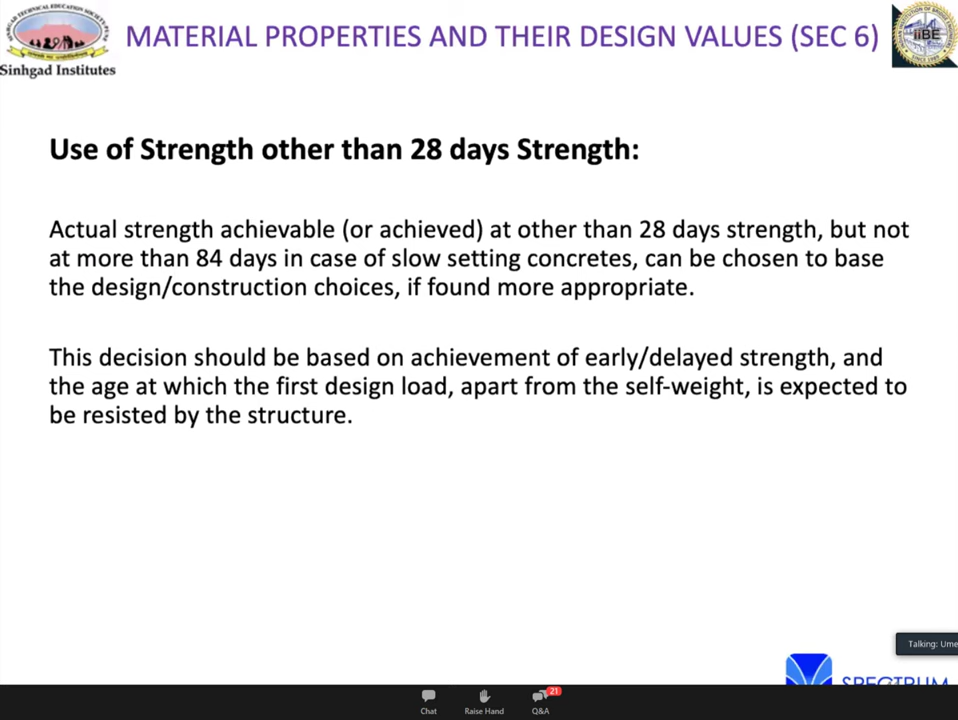 MATERIAL PROPERTIES AND THEIR DESIGN VALUES (SEC 6)
Sinhgad Institutes
IIBE
Use of Strength other than 28 days Strength:
Actual strength achievable (or achieved) at other than 28 days strength, but not
at more than 84 days in case of slow setting concretes, can be chosen to base
the design/construction choices, if found more appropriate.
This decision should be based on achievement of early/delayed strength, and
the age at which the first design load, apart from the self-weight, is expected to
be resisted by the structure.
Talking: Ume
SPECTRUM
21
Chat
Raise Hand
Q&A